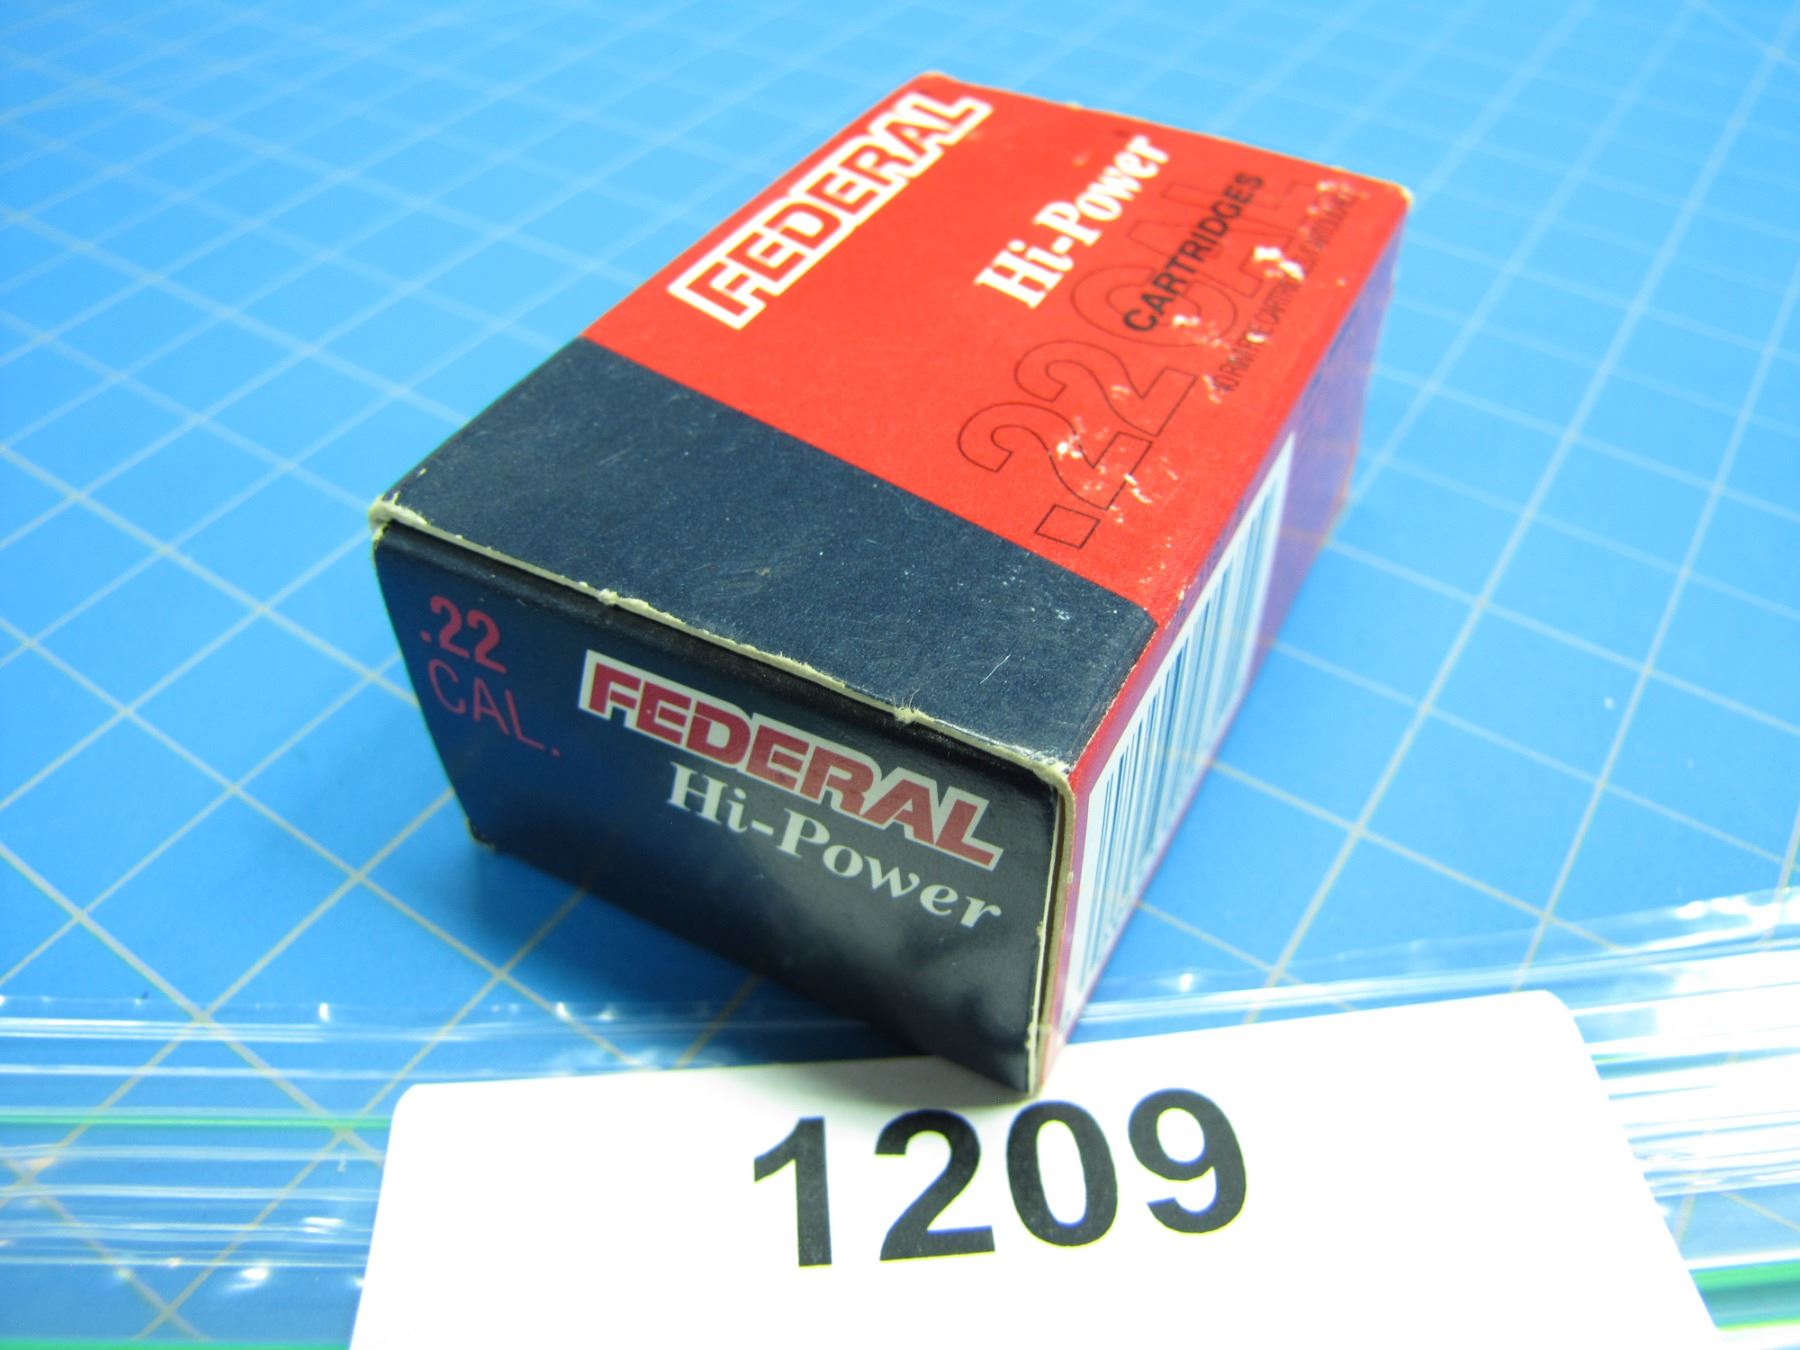 FEDERAL
Hi-Power
.22 CAL.
CARTRIDGES
.22
CAL.
FEDERAL
Hi-Power
1209